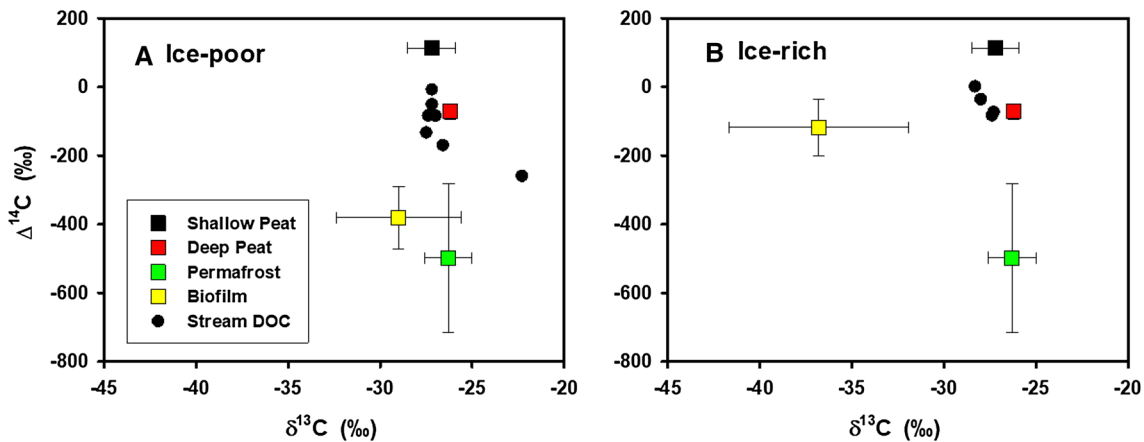 A Ice-poor
200
0
-200
-400
-600
-800
Δ14C (‰)
Shallow Peat
Deep Peat
Permafrost
Biofilm
Stream DOC
-45 -40 -35 -30 -25 -20
δ13C (‰)
B Ice-rich
200
0
-200
-400
-600
-800
-45 -40 -35 -30 -25 -20
δ13C (‰)